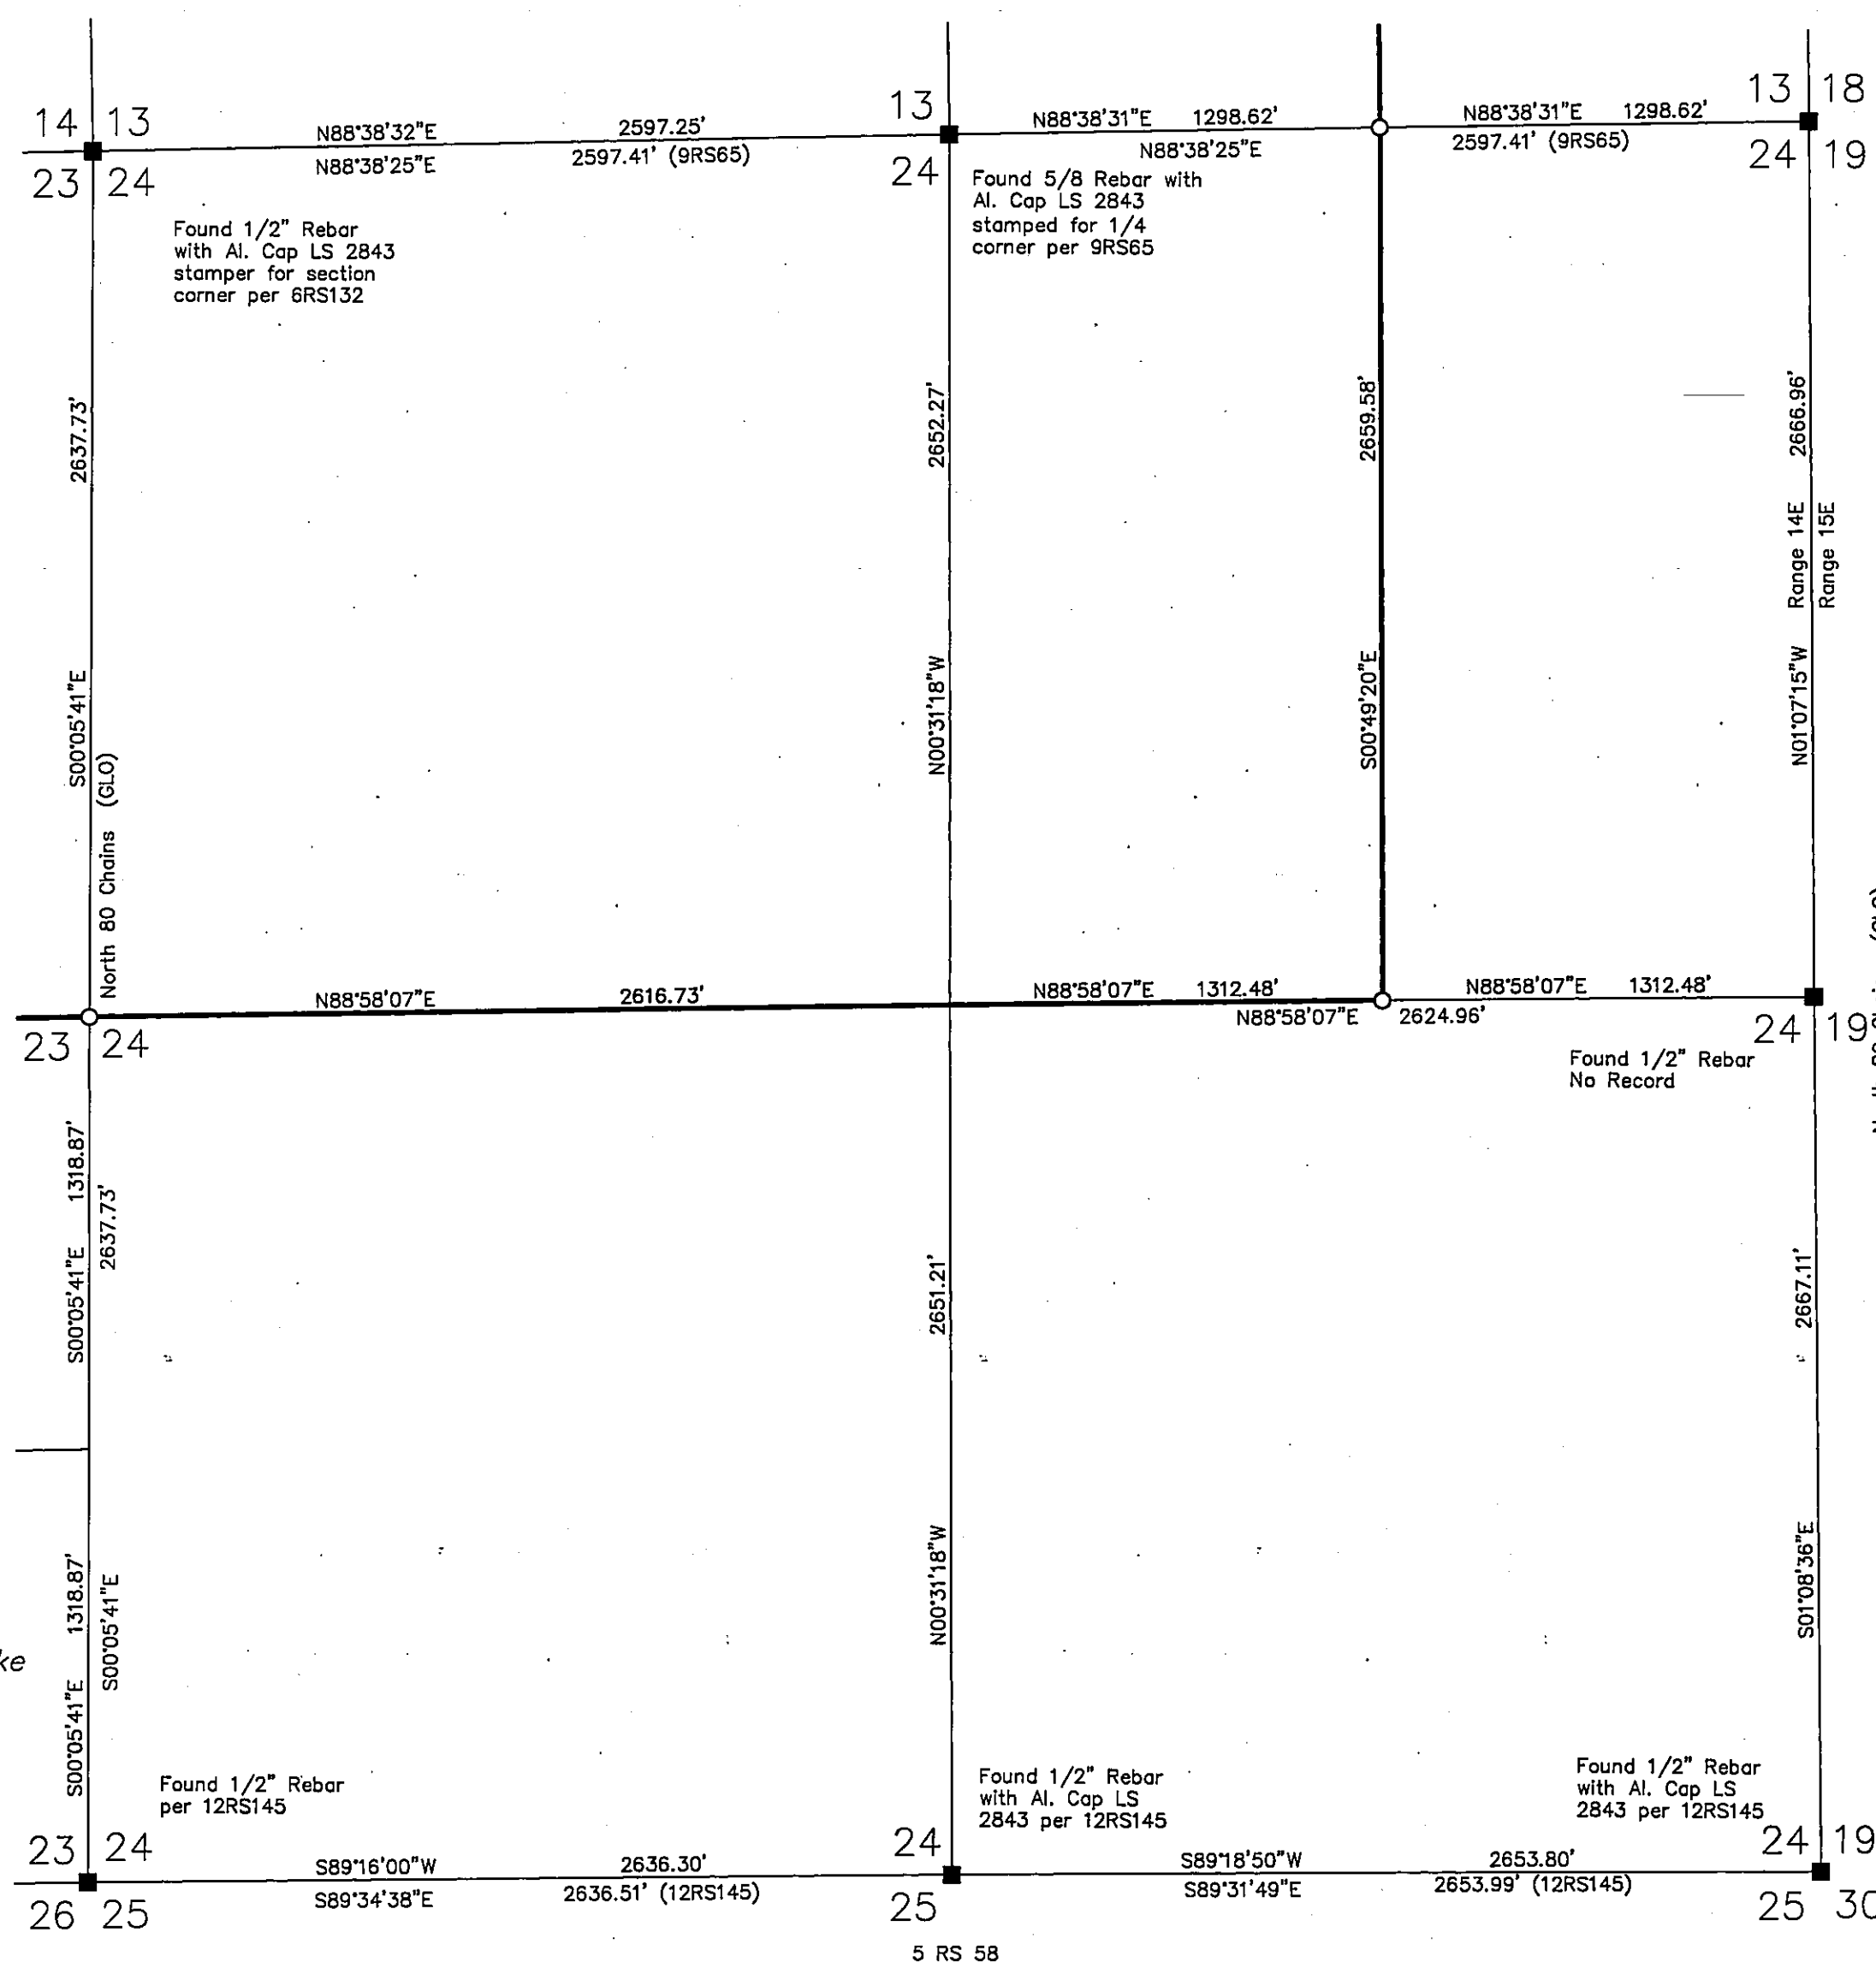 14 13
23 24
N88°38'32"E 2597.25'
N88°38'25"E 2597.41' (9RS65)
13
24
N88°38'31"E 1298.62'
N88°38'25"E
N88°38'31"E 1298.62'
2597.41' (9RS65)
13 18
24 19
Found 1/2" Rebar
with Al. Cap LS 2843
stamper for section
corner per 6RS132
Found 5/8 Rebar with
Al. Cap LS 2843
stamped for 1/4
corner per 9RS65
S00°05'41"E 2637.73'
North 80 Chains (GLO)
N00°31'18"W 2652.27'
S00°49'20"E 2659.58'
N01°07'15"W 2666.96'
Range 14E
Range 15E
N88°58'07"E 2616.73'
N88°58'07"E 1312.48'
N88°58'07"E 2624.96'
N88°58'07"E 1312.48'
23 24
24 19
Found 1/2" Rebar
No Record
S00°05'41"E 1318.87'
S00°05'41"E 2637.73'
S00°05'41"E 1318.87'
N00°31'18"W 2651.21'
S01°08'36"E 2667.11'
ke
Found 1/2" Rebar
per 12RS145
Found 1/2" Rebar
with Al. Cap LS
2843 per 12RS145
Found 1/2" Rebar
with Al. Cap LS
2843 per 12RS145
23 24
26 25
S89°16'00"W 2636.30'
S89°34'38"E 2636.51' (12RS145)
24
25
S89°18'50"W 2653.80'
S89°31'49"E 2653.99' (12RS145)
24 19
25 30
5 RS 58